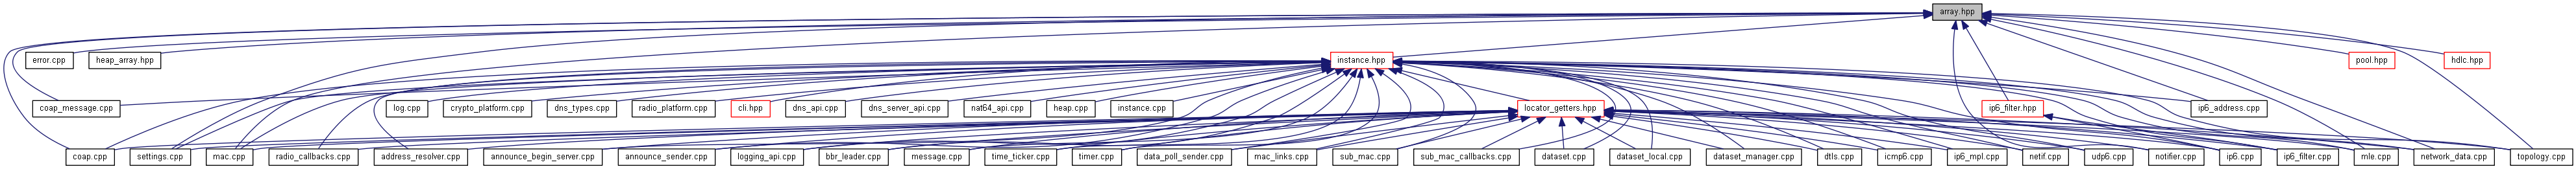 array.hpp
error.cpp
heap_array.hpp
instance.hpp
pool.hpp
hdlc.hpp
coap_message.cpp
log.cpp
crypto_platform.cpp
dns_types.cpp
radio_platform.cpp
cli.hpp
dns_api.cpp
dns_server_api.cpp
nat64_api.cpp
heap.cpp
instance.cpp
locator_getters.hpp
ip6_filter.hpp
ip6_address.cpp
coap.cpp
settings.cpp
mac.cpp
radio_callbacks.cpp
address_resolver.cpp
announce_begin_server.cpp
announce_sender.cpp
logging_api.cpp
bbr_leader.cpp
message.cpp
time_ticker.cpp
timer.cpp
data_poll_sender.cpp
mac_links.cpp
sub_mac.cpp
sub_mac_callbacks.cpp
dataset.cpp
dataset_local.cpp
dataset_manager.cpp
dtls.cpp
icmp6.cpp
ip6_mpl.cpp
netif.cpp
udp6.cpp
notifier.cpp
ip6.cpp
ip6_filter.cpp
mle.cpp
network_data.cpp
topology.cpp